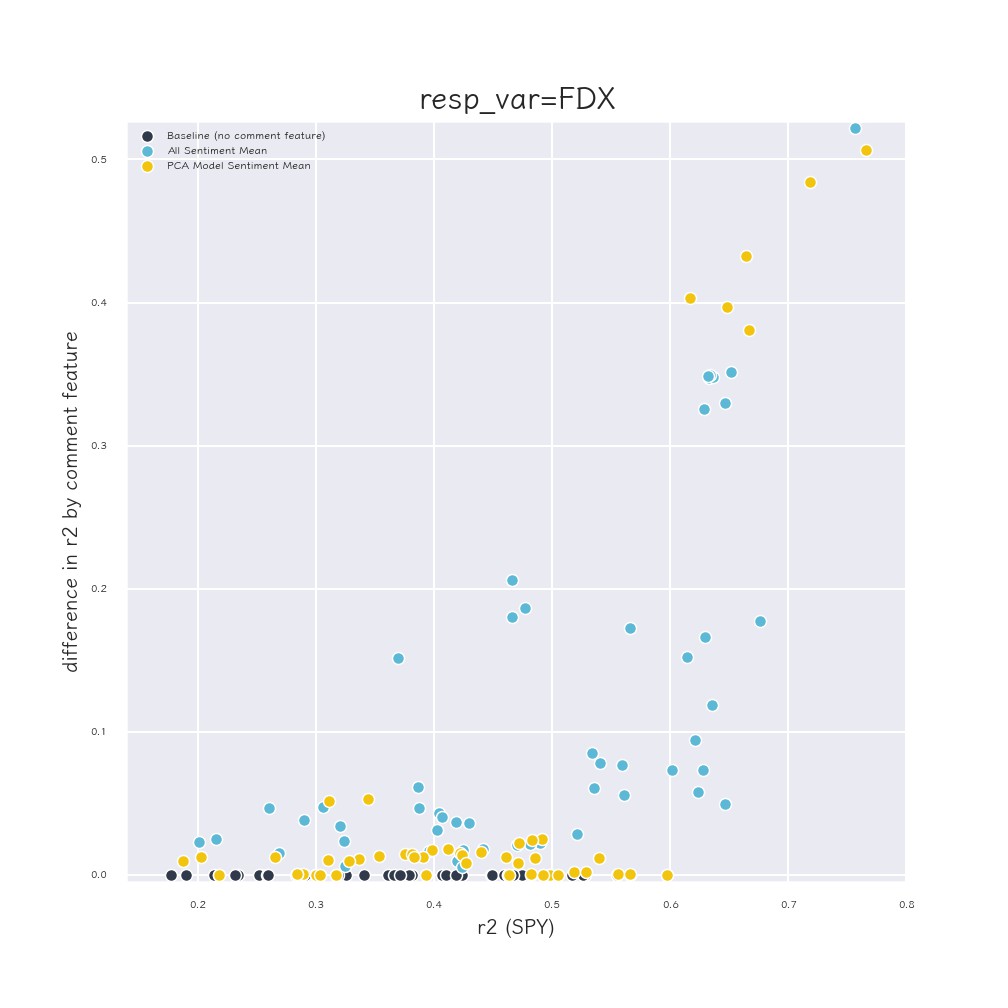 resp_var=FDX
Baseline (no comment feature)
All Sentiment Mean
PCA Model Sentiment Mean
difference in r2 by comment feature
0.5
0.4
0.3
0.2
0.1
0.0
0.2 0.3 0.4 0.5 0.6 0.7 0.8
r2 (SPY)